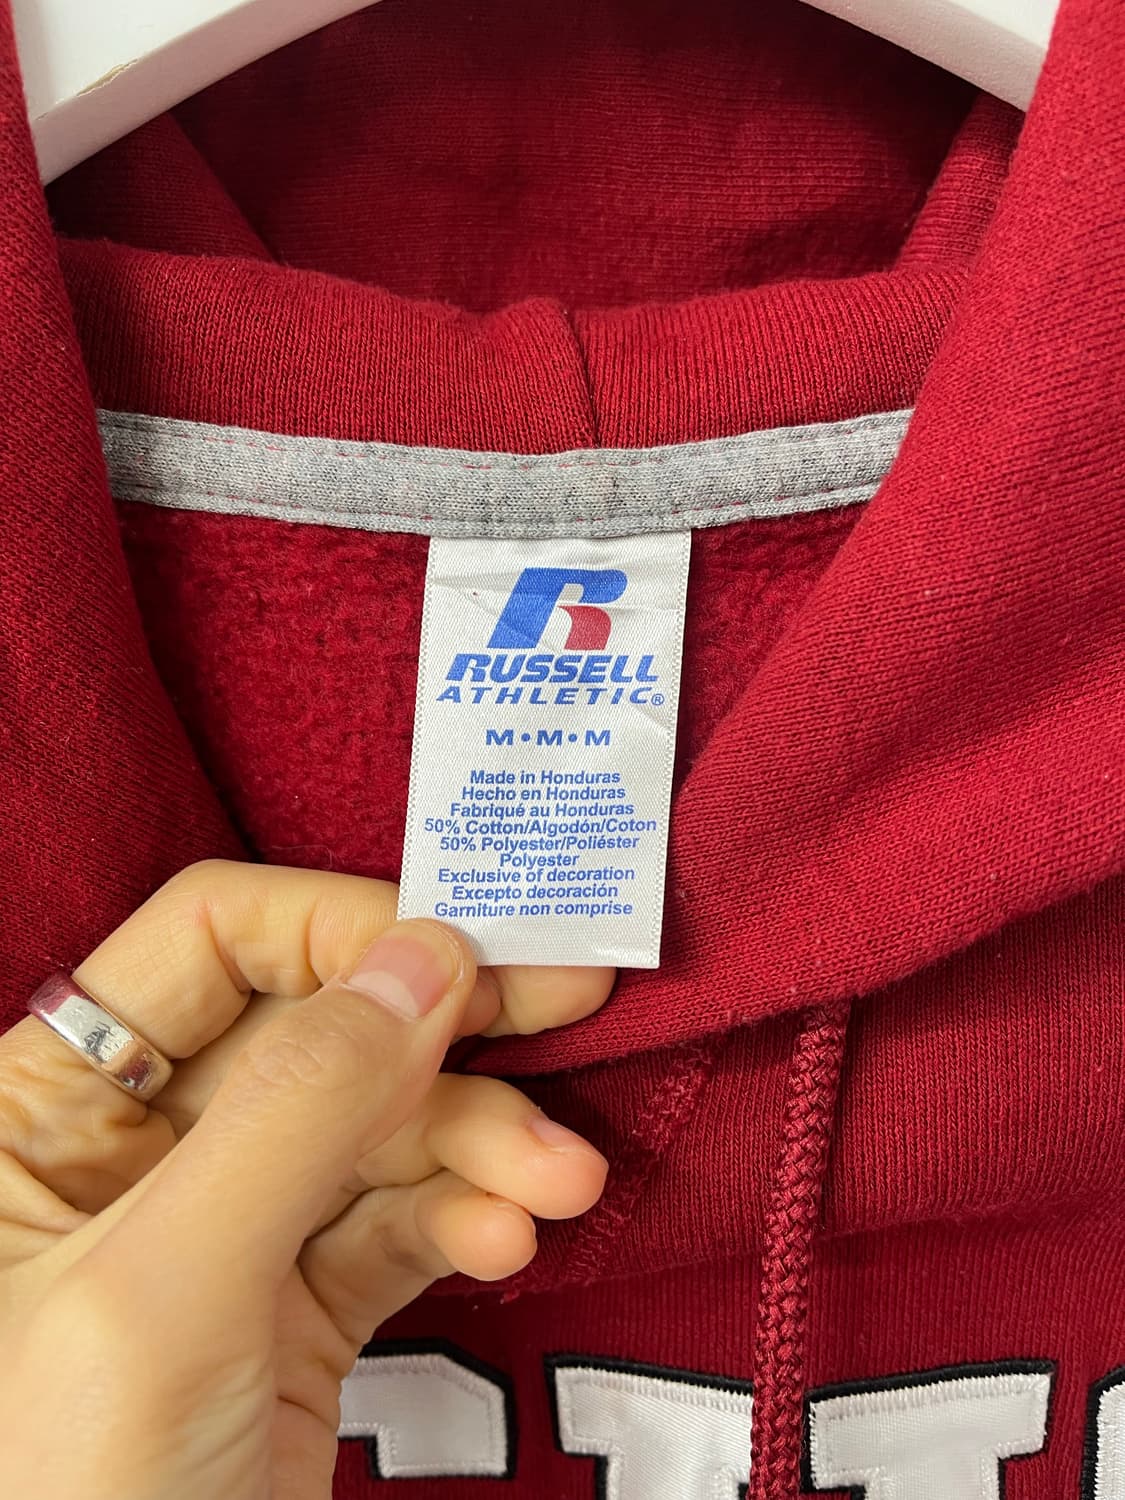 RUSSELL
ATHLETIC®
M•M•M
Made in Honduras
Hecho en Honduras
Fabriqué au Honduras
50% Cotton/Algodón/Coton
50% Polyester/Poliéster
Polyester
Exclusive of decoration
Excepto decoración
Garniture non comprise